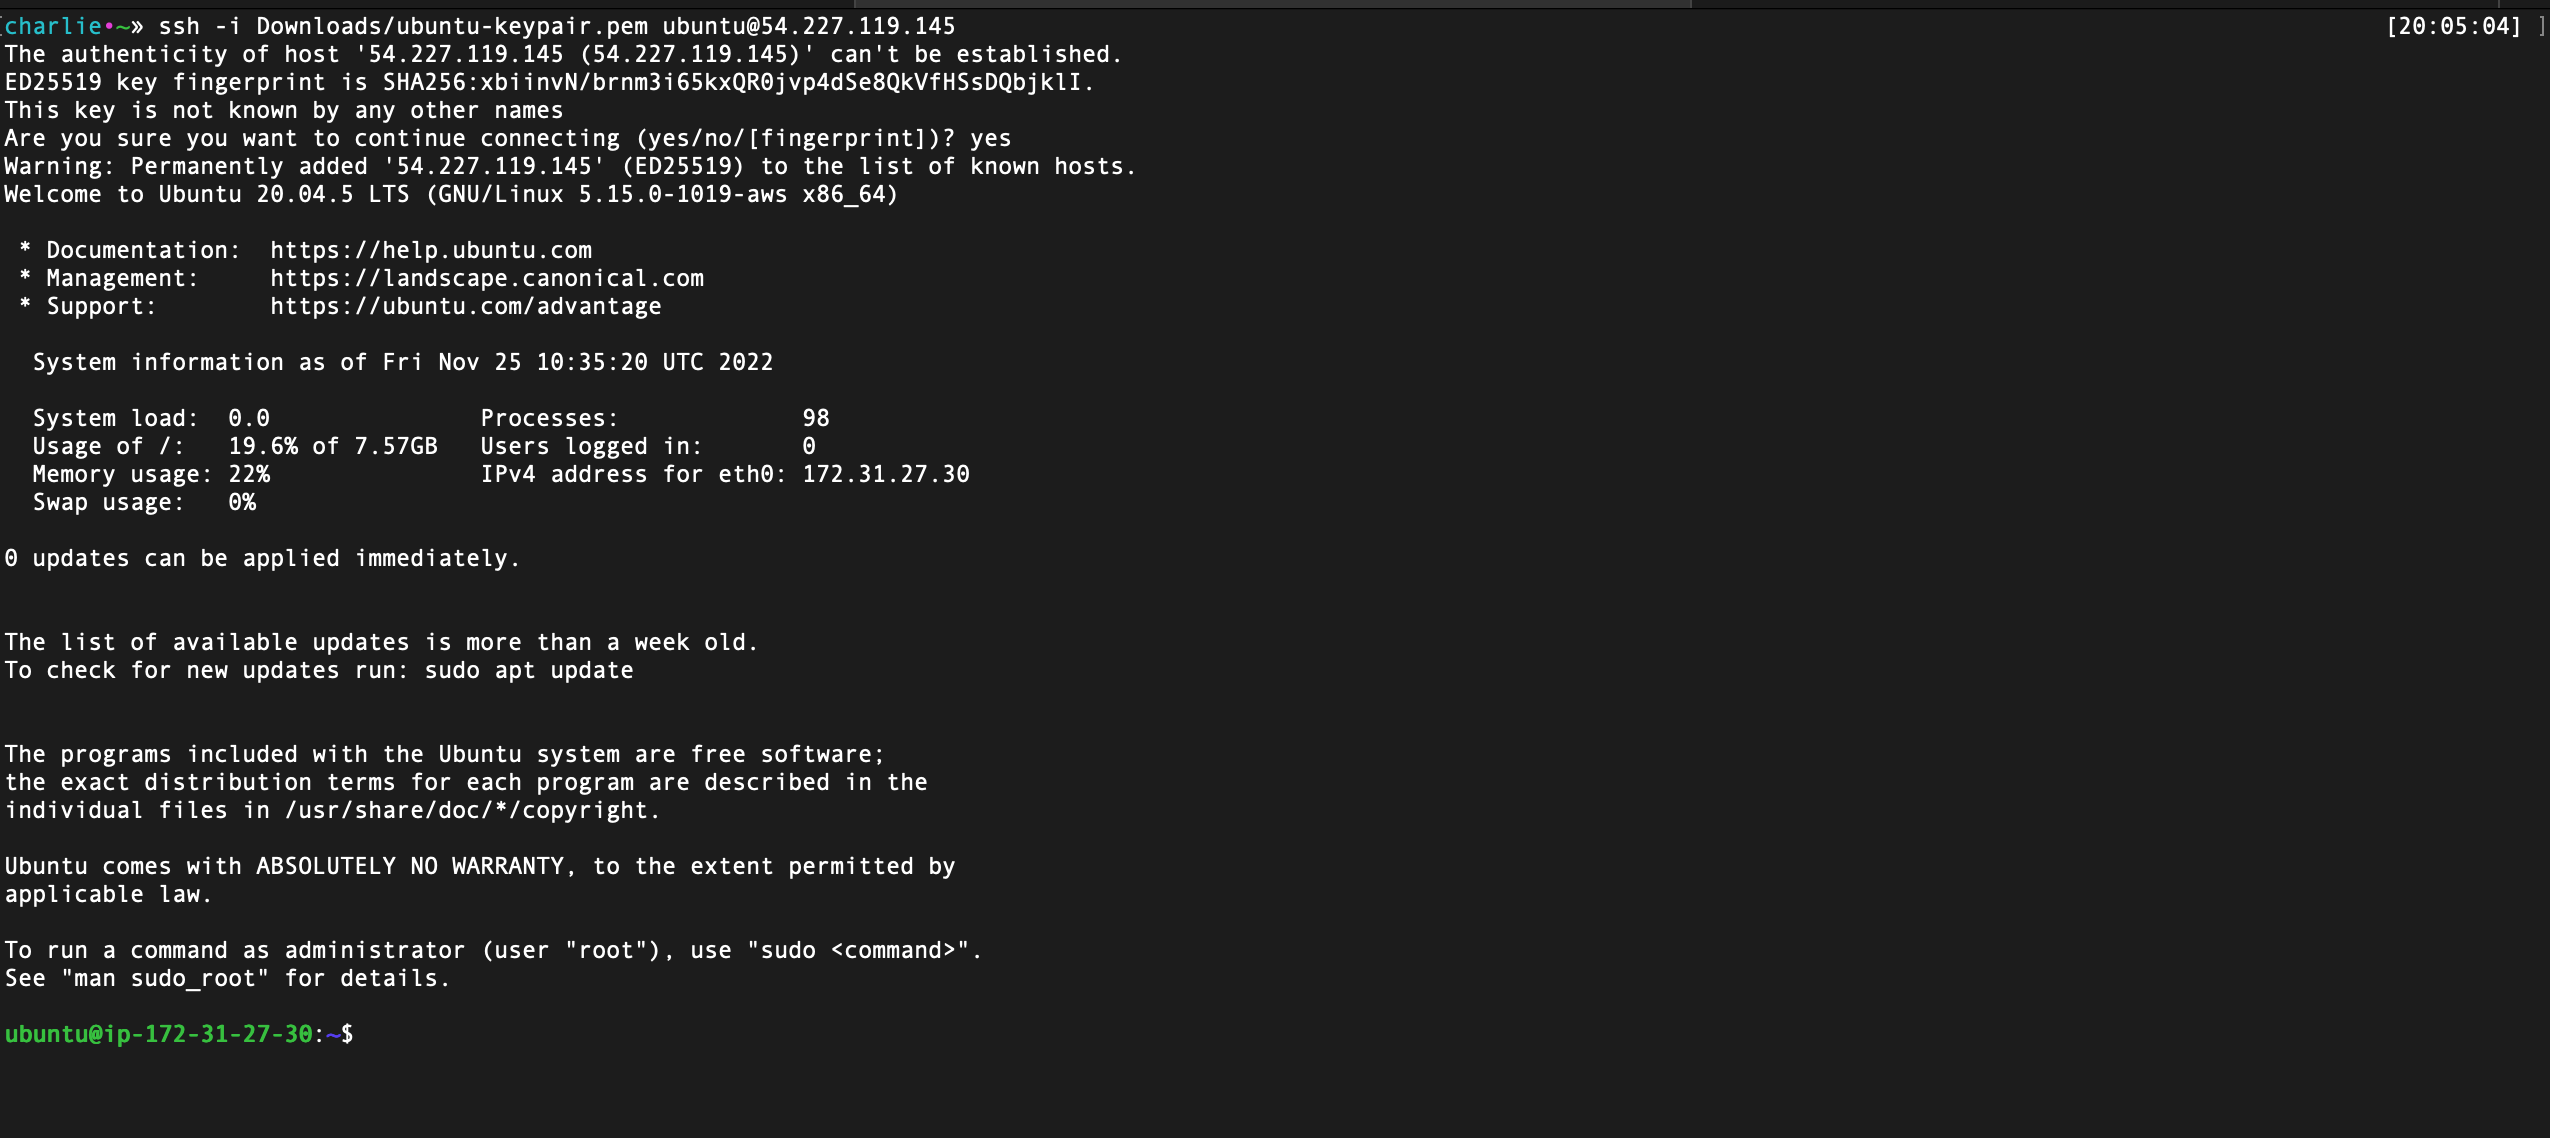 [charlie•~» ssh -i Downloads/ubuntu-keypair.pem ubuntu@54.227.119.145 [20:05:04] ]
The authenticity of host '54.227.119.145 (54.227.119.145)' can't be established.
ED25519 key fingerprint is SHA256:xbiinvN/brnm3i65kxQR0jvp4dSe8QkVfHSsDQbjklI.
This key is not known by any other names
Are you sure you want to continue connecting (yes/no/[fingerprint])? yes
Warning: Permanently added '54.227.119.145' (ED25519) to the list of known hosts.
Welcome to Ubuntu 20.04.5 LTS (GNU/Linux 5.15.0-1019-aws x86_64)

 * Documentation:  https://help.ubuntu.com
 * Management:     https://landscape.canonical.com
 * Support:        https://ubuntu.com/advantage

  System information as of Fri Nov 25 10:35:20 UTC 2022

  System load:  0.0               Processes:             98
  Usage of /:   19.6% of 7.57GB   Users logged in:       0
  Memory usage: 22%               IPv4 address for eth0: 172.31.27.30
  Swap usage:   0%

0 updates can be applied immediately.

The list of available updates is more than a week old.
To check for new updates run: sudo apt update

The programs included with the Ubuntu system are free software;
the exact distribution terms for each program are described in the
individual files in /usr/share/doc/*/copyright.

Ubuntu comes with ABSOLUTELY NO WARRANTY, to the extent permitted by
applicable law.

To run a command as administrator (user "root"), use "sudo <command>".
See "man sudo_root" for details.

ubuntu@ip-172-31-27-30:~$